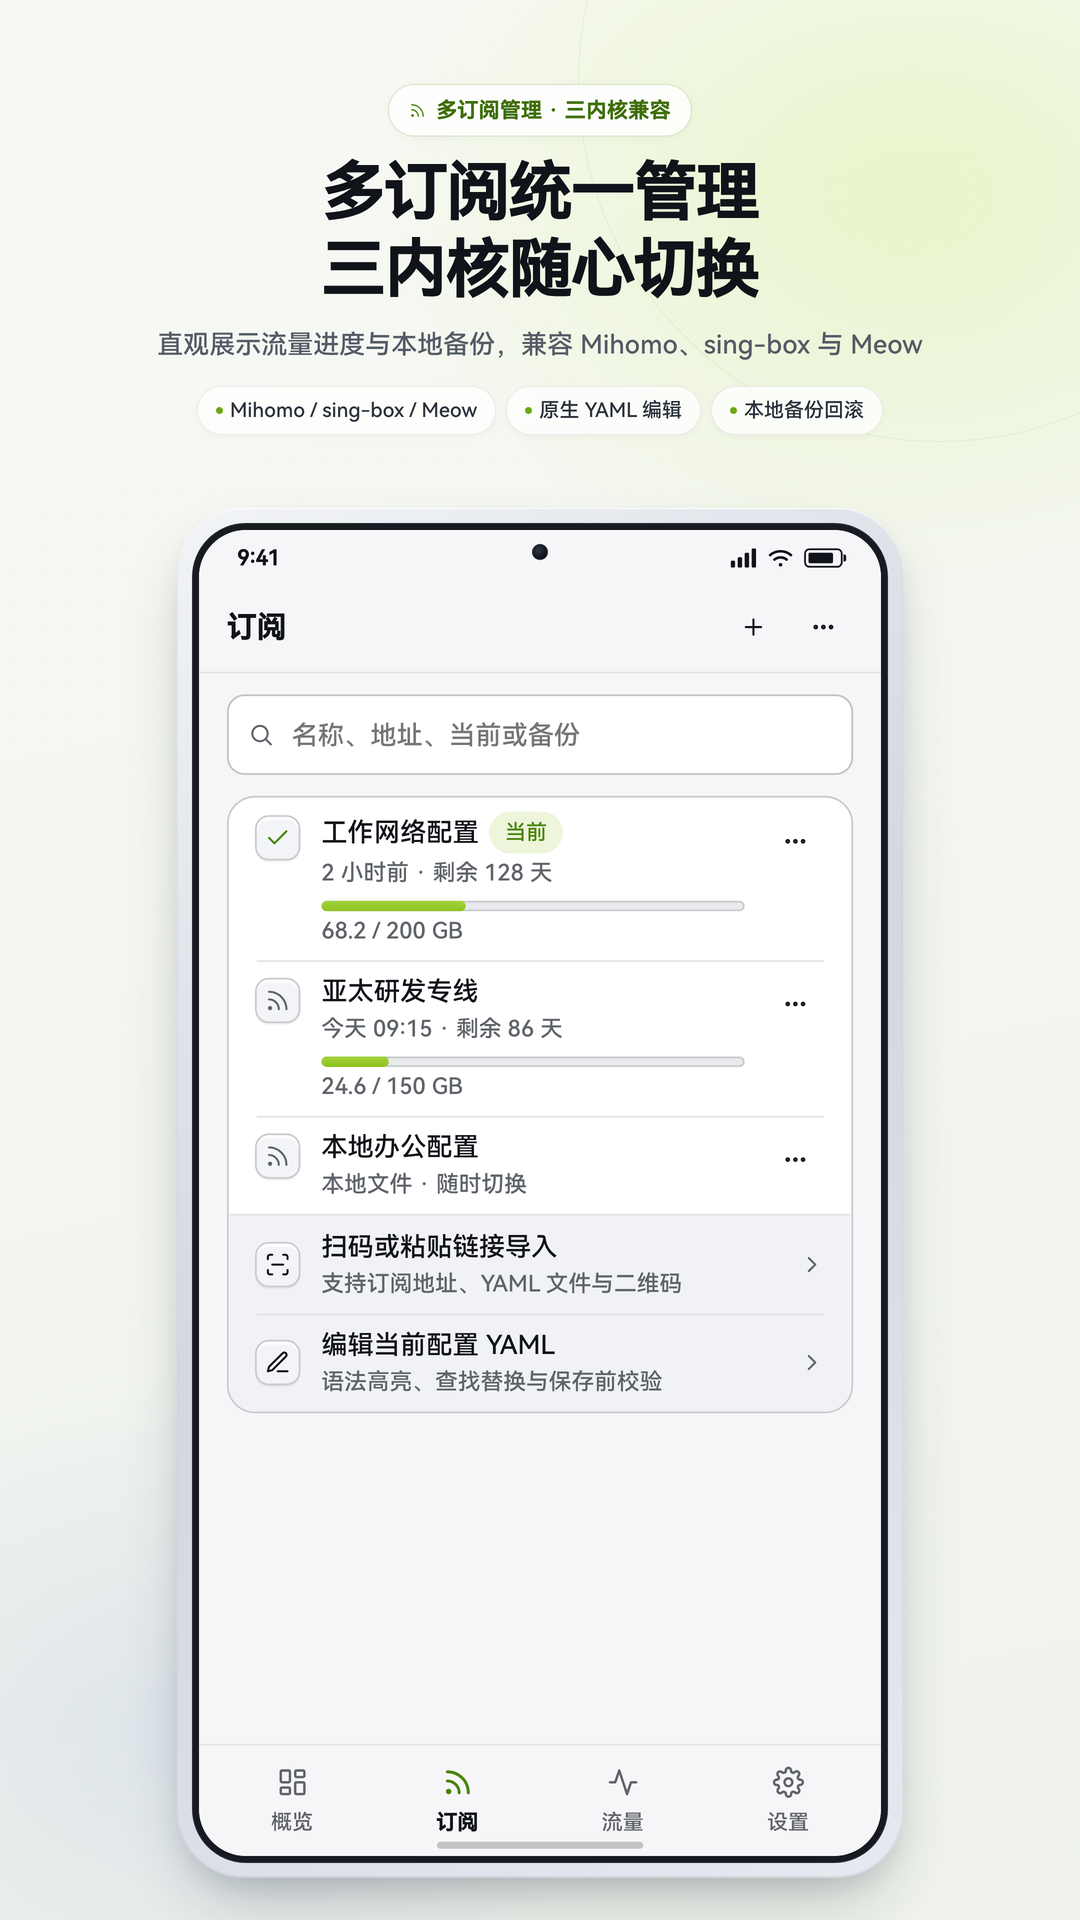 多订阅管理 · 三内核兼容
多订阅统一管理
三内核随心切换
直观展示流量进度与本地备份，兼容 Mihomo、sing-box 与 Meow
Mihomo / sing-box / Meow
原生 YAML 编辑
本地备份回滚
9:41
订阅
名称、地址、当前或备份
工作网络配置 当前
2 小时前 · 剩余 128 天
68.2 / 200 GB
亚太研发专线
今天 09:15 · 剩余 86 天
24.6 / 150 GB
本地办公配置
本地文件 · 随时切换
扫码或粘贴链接导入
支持订阅地址、YAML 文件与二维码
编辑当前配置 YAML
语法高亮、查找替换与保存前校验
概览
订阅
流量
设置